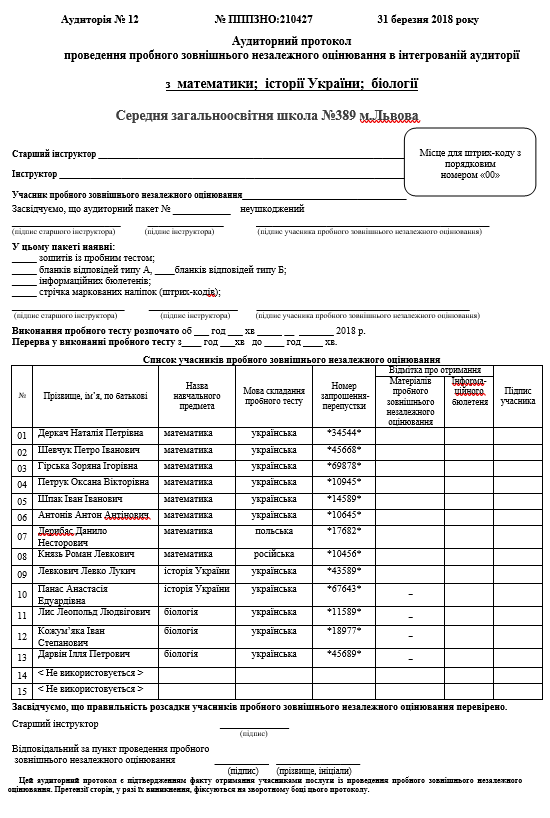 Аудиторія № 12 № ПППЗНО:210427 31 березня 2018 року
Аудиторний протокол
проведення пробного зовнішнього незалежного оцінювання в інтегрованій аудиторії
з математики; історії України; біології
Середня загальноосвітня школа №389 м.Львова
Місце для штрих-коду з
порядковим
номером «00»
Старший інструктор
Інструктор
Учасник пробного зовнішнього незалежного оцінювання
Засвідчуємо, що аудиторний пакет № ____________ неушкоджений
(підпис старшого інструктора) (підпис інструктора) (підпис учасника пробного зовнішнього незалежного оцінювання)
У цьому пакеті наявні:
_____ зошитів із пробним тестом;
_____ бланків відповідей типу А, ____бланків відповідей типу Б;
_____ інформаційних бюлетенів;
_____ стрічка маркованих наліпок (штрих-кодів);
(підпис старшого інструктора) (підпис інструктора) (підпис учасника пробного зовнішнього незалежного оцінювання)
Виконання пробного тесту розпочато об ___ год ___ хв _____ __ _______ 2018 р.
Перерва у виконанні пробного тесту з____ год ___хв до ____ год ____ хв.
Список учасників пробного зовнішнього незалежного оцінювання
№ Прізвище, ім’я, по батькові Назва навчального предмета Мова складання пробного тесту Номер запрошення-перепустки Відмітка про отримання Матеріалів пробного зовнішнього незалежного оцінювання Інформа-ційного бюлетеня Підпис учасника
01 Деркач Наталія Петрівна математика українська *34544*
02 Шевчук Петро Іванович математика українська *45668*
03 Гірська Зоряна Ігорівна математика українська *69878*
04 Петрук Оксана Вікторівна математика українська *10945*
05 Шпак Іван Іванович математика українська *14589*
06 Антонів Антон Антінович математика українська *10645*
07 Дерибас Данило Несторович математика польська *17682*
08 Князь Роман Левкович математика російська *10456*
09 Левкович Левко Лукич історія України українська *43589*
10 Панас Анастасія Едуардівна історія України українська *67643* –
11 Лис Леопольд Людвігович біологія українська *11589* –
12 Кожум’яка Іван Степанович біологія українська *18977* –
13 Дарвін Ілля Петрович біологія українська *45689* –
14 < Не використовується >
15 < Не використовується >
Засвідчуємо, що правильність розсадки учасників пробного зовнішнього незалежного оцінювання перевірено.
Старший інструктор
(підпис)
Відповідальний за пункт проведення пробного
зовнішнього незалежного оцінювання
(підпис) (прізвище, ініціали)
Цей аудиторний протокол є підтвердженням факту отримання учасниками послуги із проведення пробного зовнішнього незалежного
оцінювання. Претензії сторін, у разі їх виникнення, фіксуються на зворотному боці цього протоколу.